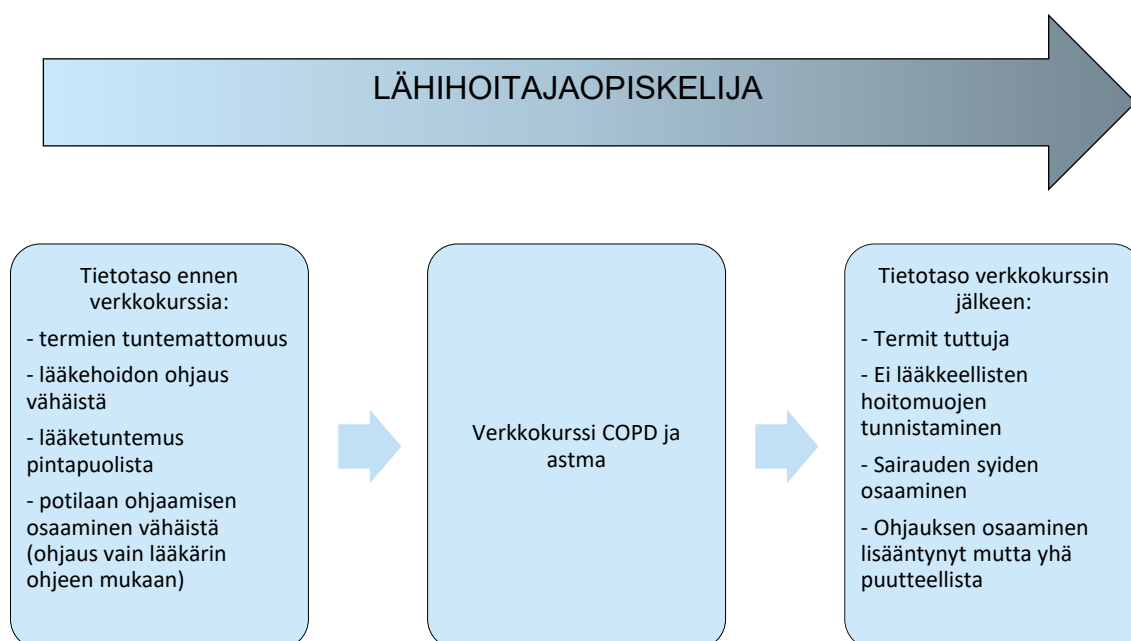 LÄHIHOITAJAOPISKELIJA
Tietotaso ennen
verkkokurssia:
- termien tuntemattomuus
- lääkehoidon ohjaus
vähäistä
- lääketuntemus
pintapuolista
- potilaan ohjaamisen
osaaminen vähäistä
(ohjaus vain lääkärin
ohjeen mukaan)
Verkkokurssi COPD ja
astma
Tietotaso verkkokurssin
jälkeen:
- Termit tuttuja
- Ei lääkkeellisten
hoitomuojen
tunnistaminen
- Sairauden syiden
osaaminen
- Ohjauksen osaaminen
lisääntynyt mutta yhä
puutteellista